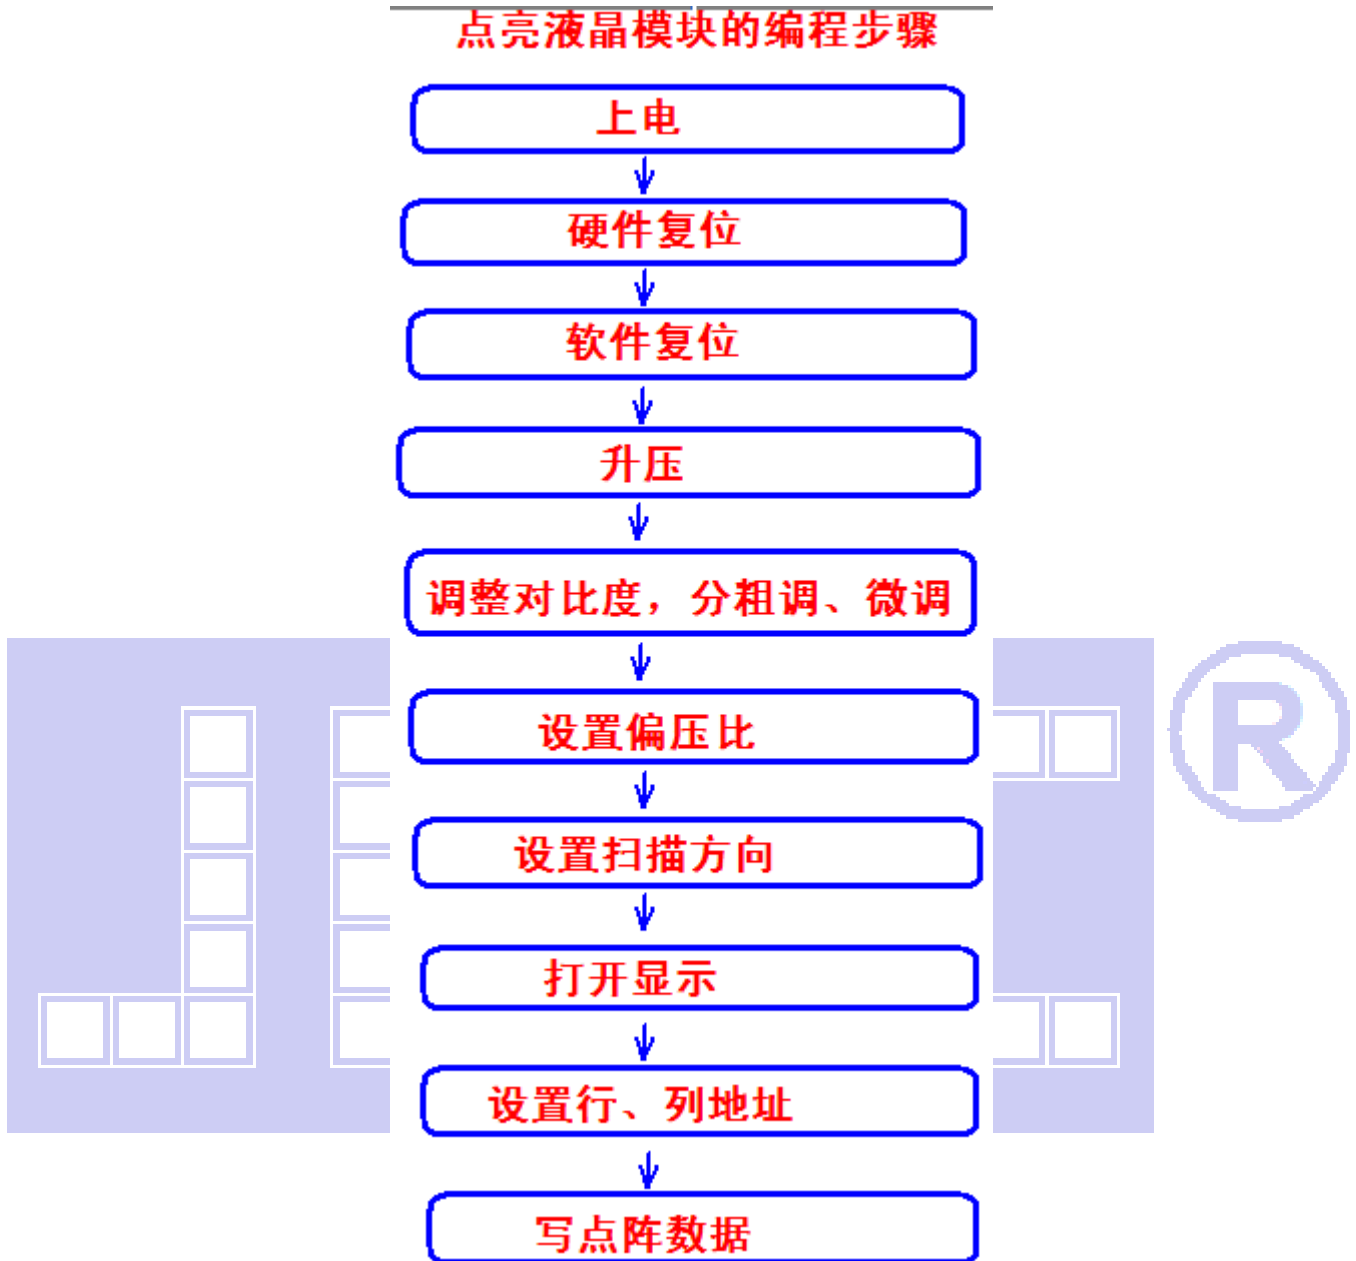 点亮液晶模块的编程步骤
上电
硬件复位
软件复位
升压
调整对比度，分粗调、微调
设置偏压比
设置扫描方向
打开显示
设置行、列地址
写点阵数据
®